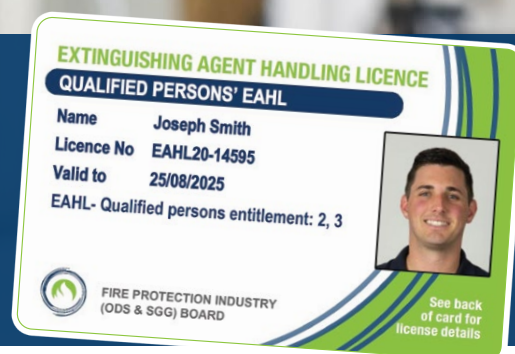 EXTINGUISHING AGENT HANDLING LICENCE
QUALIFIED PERSONS' EAHL
Name Joseph Smith
Licence No EAHL20-14595
Valid to 25/08/2025
EAHL- Qualified persons entitlement: 2, 3
FIRE PROTECTION INDUSTRY
(ODS & SGG) BOARD
See back
of card for
license details